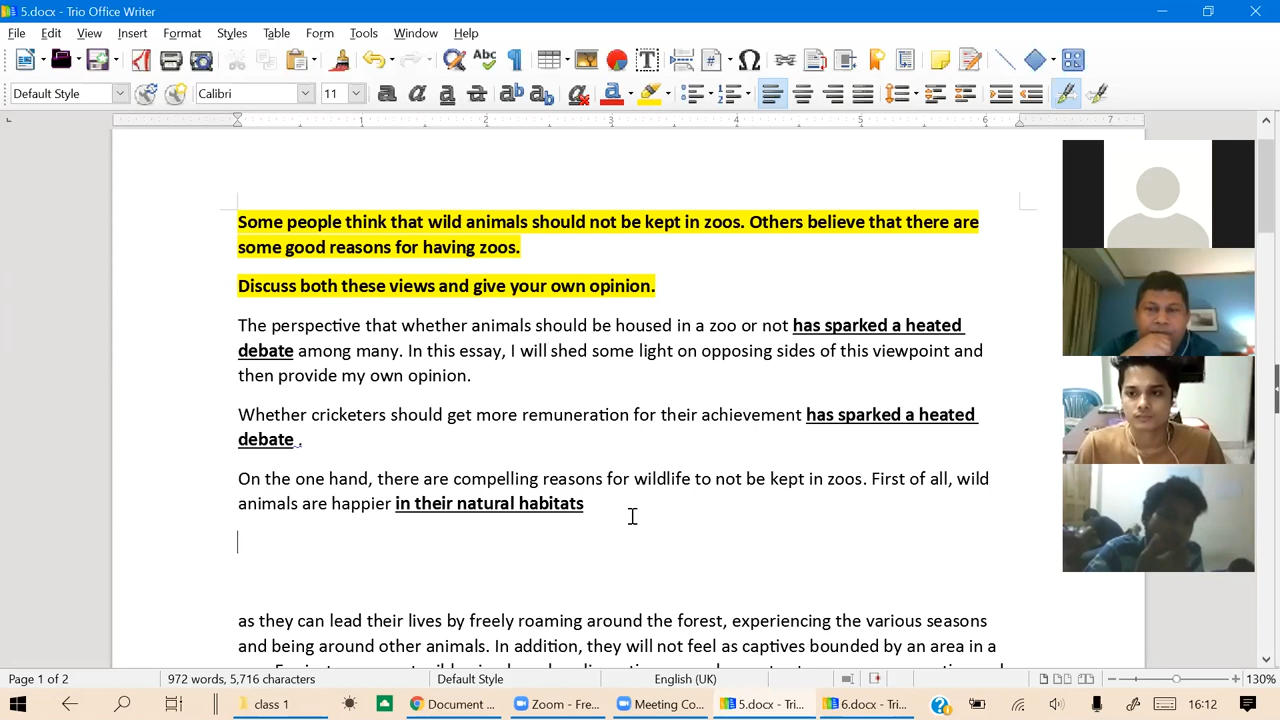 5.docx - Trio Office Writer
File Edit View Insert Format Styles Table Form Tools Window Help
Default Style Calibri 11
1 2 3 4 5 6 7
Some people think that wild animals should not be kept in zoos. Others believe that there are
some good reasons for having zoos.
Discuss both these views and give your own opinion.
The perspective that whether animals should be housed in a zoo or not has sparked a heated
debate among many. In this essay, I will shed some light on opposing sides of this viewpoint and
then provide my own opinion.
Whether cricketers should get more remuneration for their achievement has sparked a heated
debate .
On the one hand, there are compelling reasons for wildlife to not be kept in zoos. First of all, wild
animals are happier in their natural habitats
as they can lead their lives by freely roaming around the forest, experiencing the various seasons
and being around other animals. In addition, they will not feel as captives bounded by an area in a
Page 1 of 2 972 words, 5,716 characters Default Style English (UK) 130%
class 1 Document ... Zoom - Fre... Meeting Co... 5.docx - Tri... 6.docx - Tri... 16:12